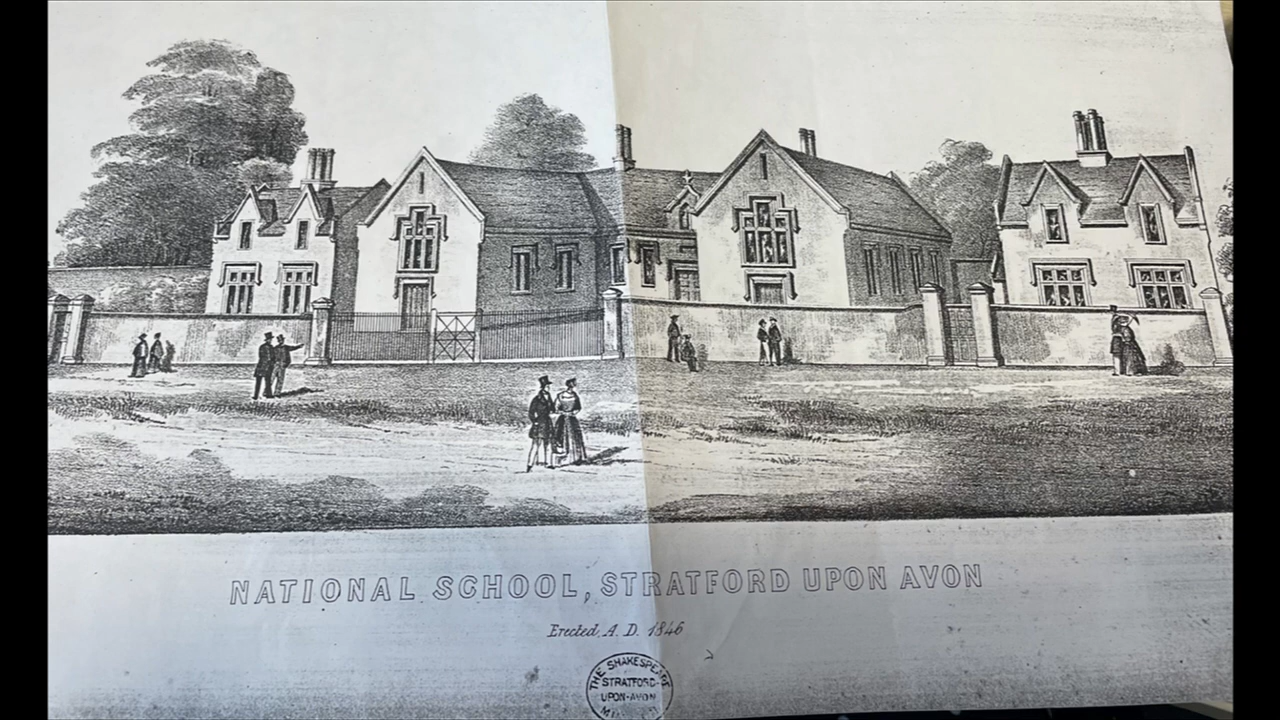 NATIONAL SCHOOL, STRATFORD UPON AVON
Erected, A. D. 1846
THE SHAKESPEARE
STRATFORD-
UPON-AVON